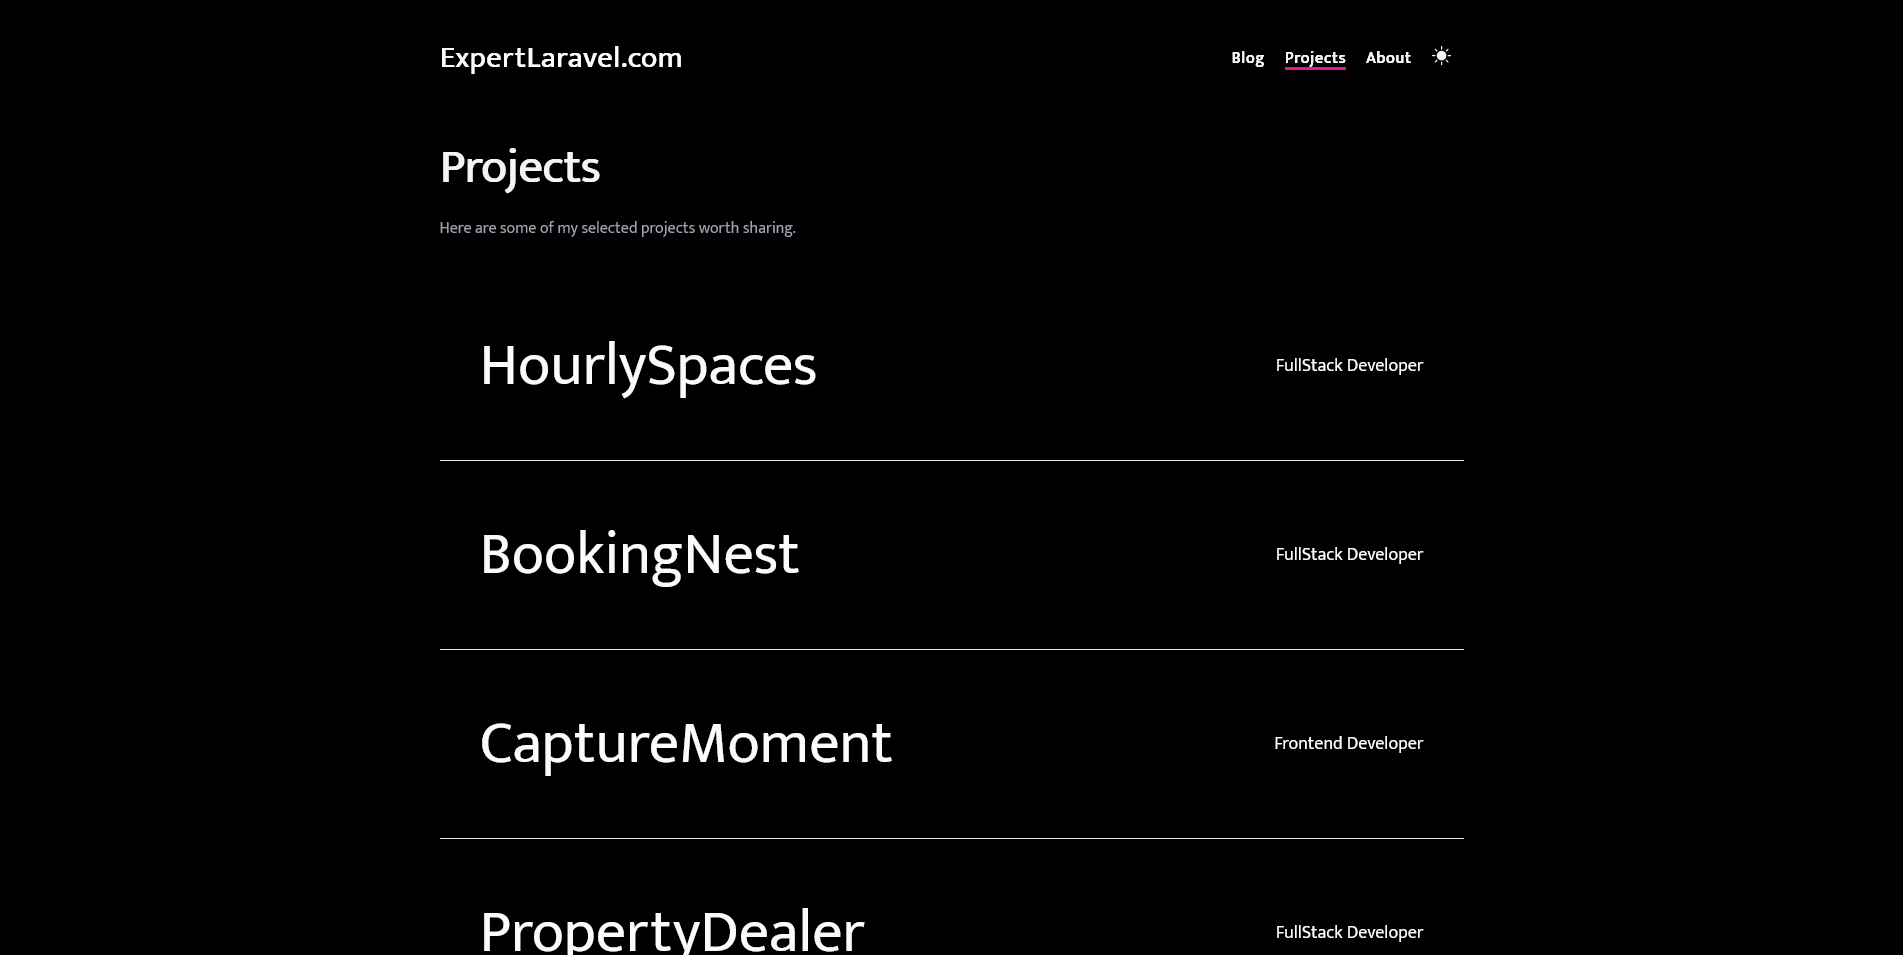 ExpertLaravel.com
Blog Projects About
Projects
Here are some of my selected projects worth sharing.
HourlySpaces
FullStack Developer
BookingNest
FullStack Developer
CaptureMoment
Frontend Developer
PropertyDealer
FullStack Developer